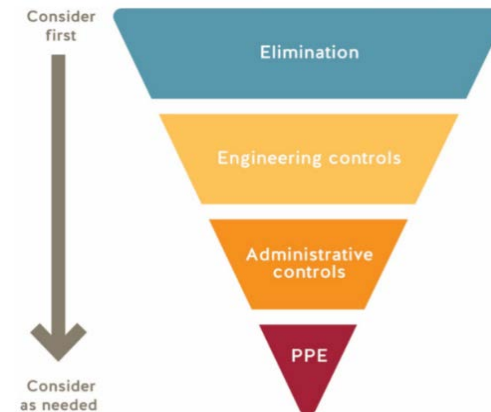 Consider
first
Elimination
Engineering controls
Administrative
controls
PPE
Consider
as needed